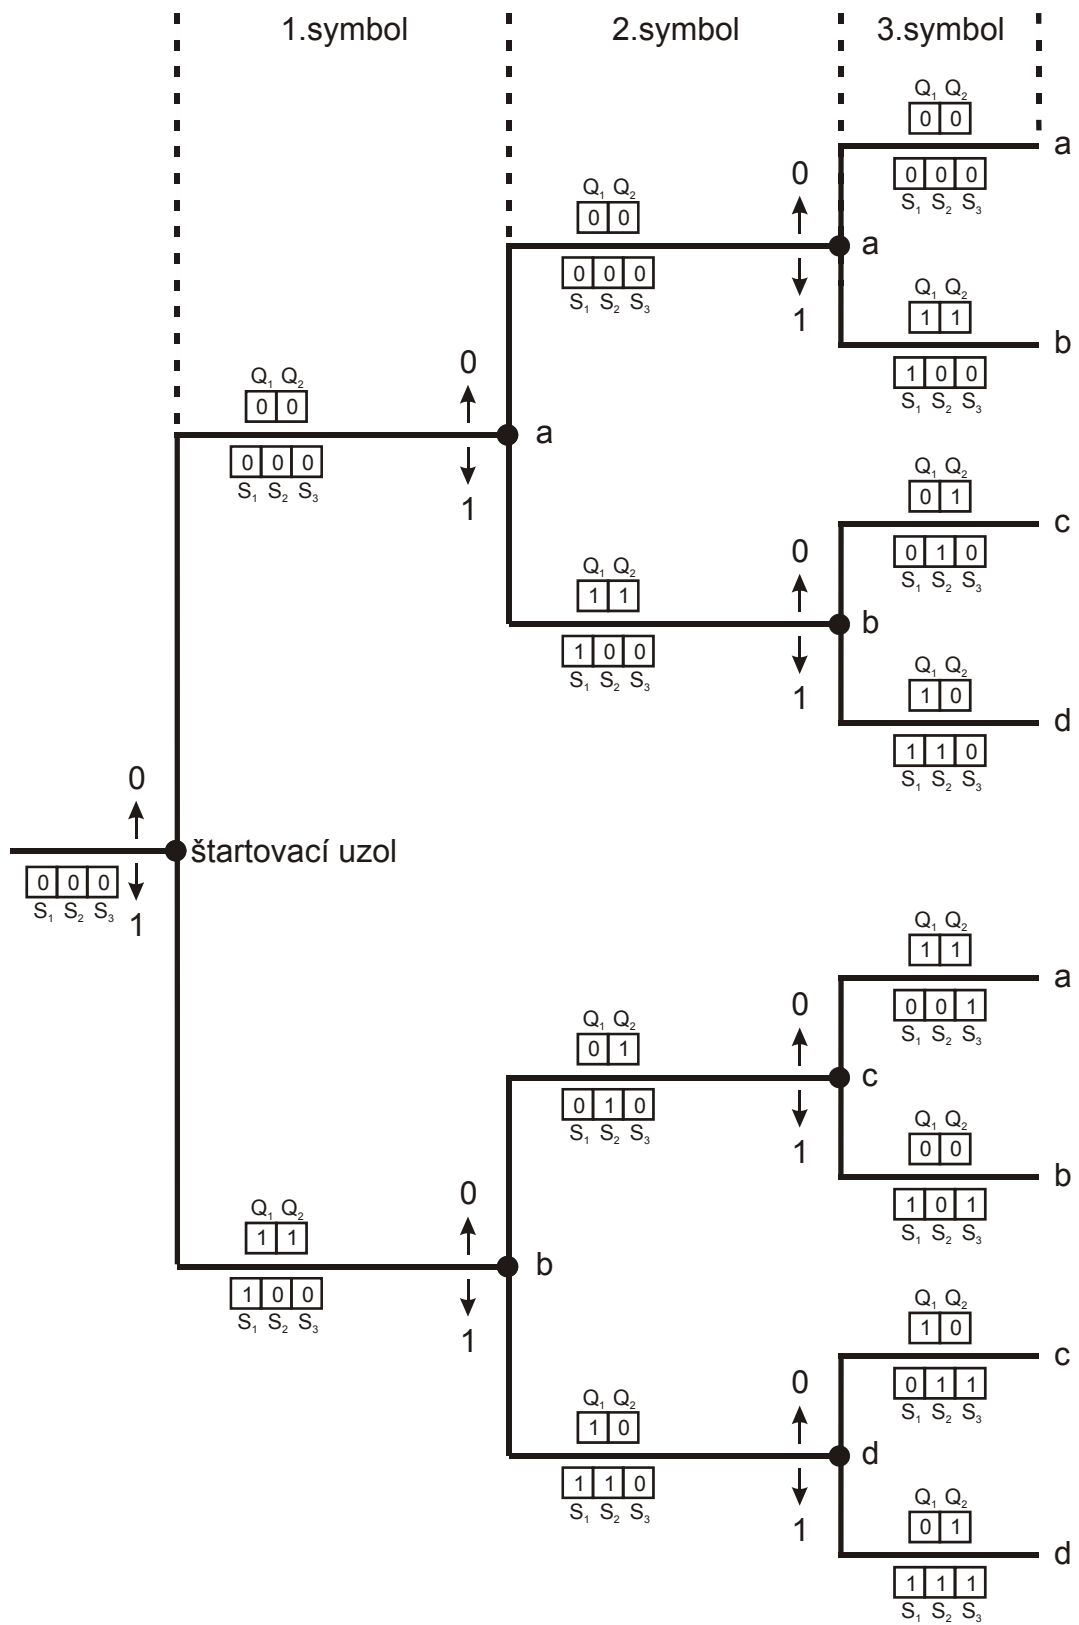 1.symbol 2.symbol 3.symbol
Q₁ Q₂
0 0
a
0 0 0
S₁ S₂ S₃
0
Q₁ Q₂
0 0
a
0 0 0
S₁ S₂ S₃
1
Q₁ Q₂
1 1
b
1 0 0
S₁ S₂ S₃
0
Q₁ Q₂
0 0
a
0 0 0
S₁ S₂ S₃
1
Q₁ Q₂
0 1
c
0 1 0
S₁ S₂ S₃
0
Q₁ Q₂
1 1
b
1 0 0
S₁ S₂ S₃
1
Q₁ Q₂
1 0
d
1 1 0
S₁ S₂ S₃
0
štartovací uzol
0 0 0
S₁ S₂ S₃
1
Q₁ Q₂
1 1
a
0 0 1
S₁ S₂ S₃
0
Q₁ Q₂
0 1
c
0 1 0
S₁ S₂ S₃
1
Q₁ Q₂
0 0
b
1 0 1
S₁ S₂ S₃
0
Q₁ Q₂
1 1
b
1 0 0
S₁ S₂ S₃
1
Q₁ Q₂
1 0
c
0 1 1
S₁ S₂ S₃
0
Q₁ Q₂
1 0
d
1 1 0
S₁ S₂ S₃
1
Q₁ Q₂
0 1
d
1 1 1
S₁ S₂ S₃